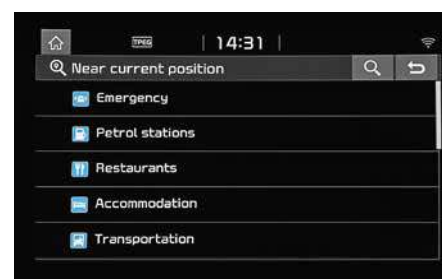 TPEG
14:31
Near current position
Emergency
Petrol stations
Restaurants
Accommodation
Transportation